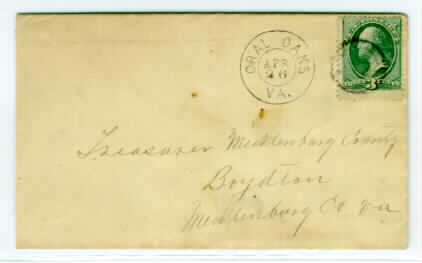 ORAL OAKS
APR
26
VA.
3
Treasurer Mecklenburg County
Boydton
Mecklenburg Co va